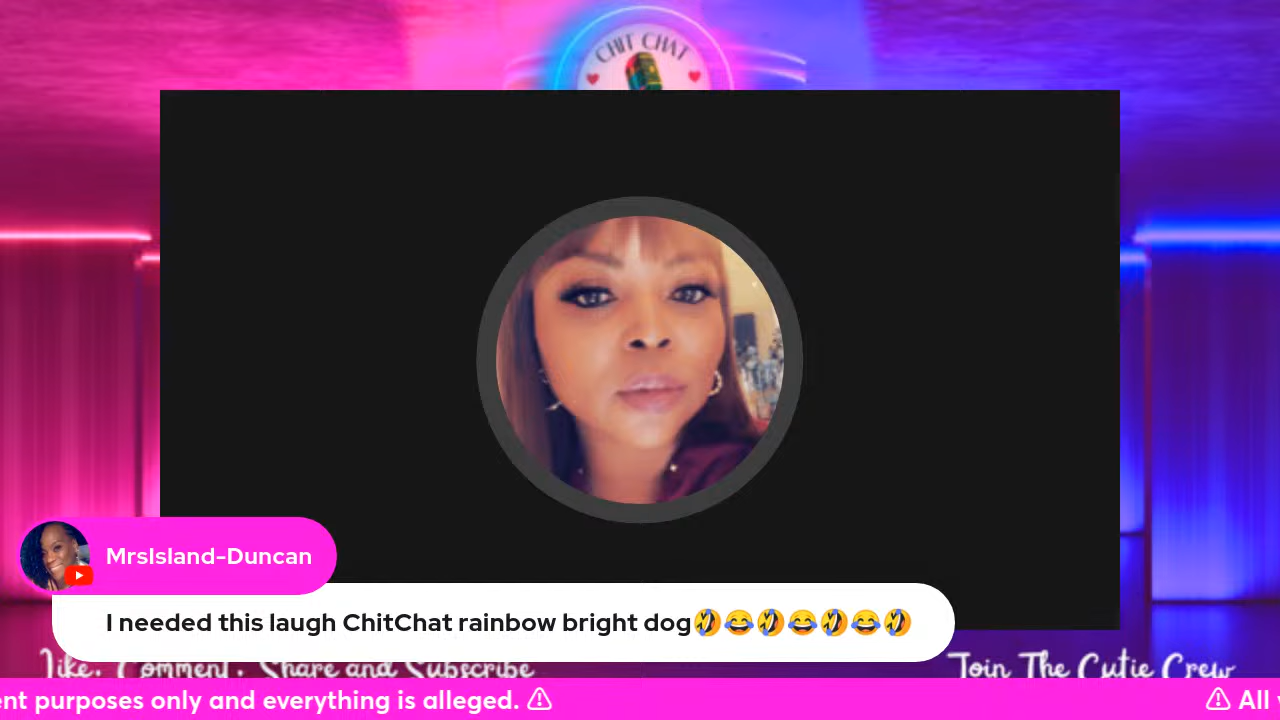 CHIT CHAT
MrsIsland-Duncan
I needed this laugh ChitChat rainbow bright dog🤣😂🤣😂🤣😂🤣
Like. Comment. Share and Subscribe
Join The Cutie Crew
ent purposes only and everything is alleged. ⚠ ⚠ All